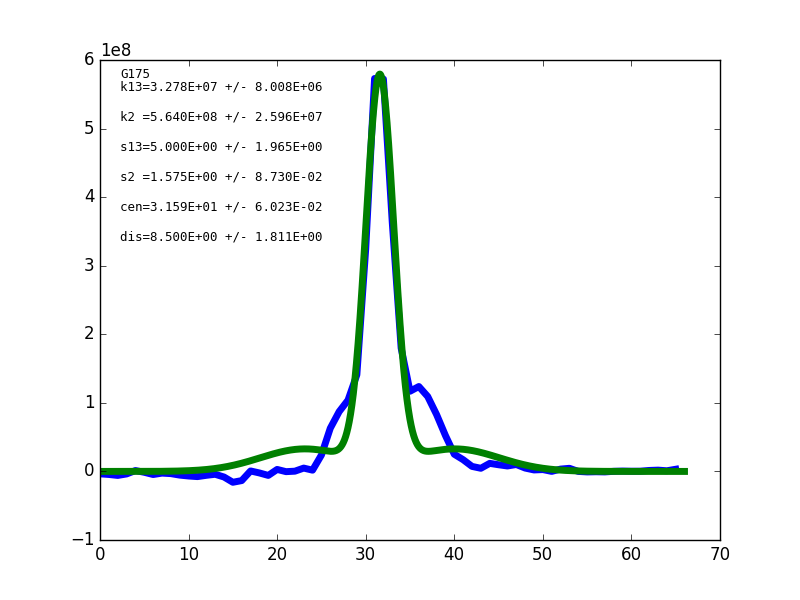 1e8
6
G175
k13=3.278E+07 +/- 8.008E+06
k2 =5.640E+08 +/- 2.596E+07
5
s13=5.000E+00 +/- 1.965E+00
s2 =1.575E+00 +/- 8.730E-02
4
cen=3.159E+01 +/- 6.023E-02
dis=8.500E+00 +/- 1.811E+00
3
2
1
0
−1
0 10 20 30 40 50 60 70